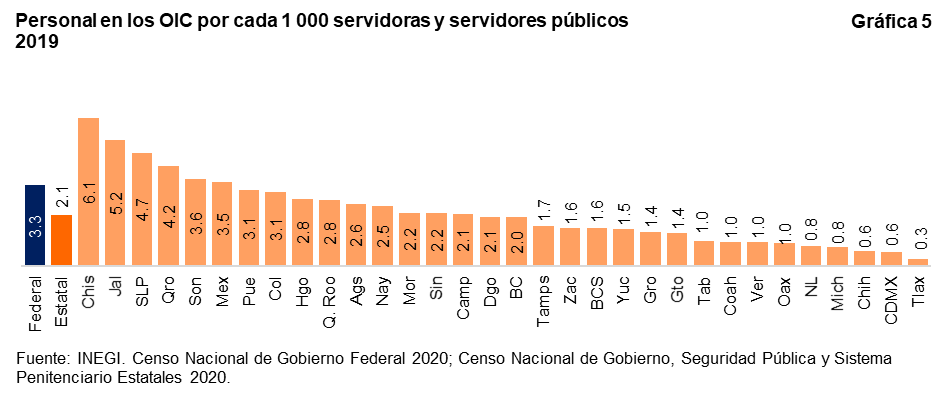 Personal en los OIC por cada 1 000 servidoras y servidores públicos
2019
Gráfica 5
3.3
2.1
6.1
5.2
4.7
4.2
3.6
3.5
3.1
3.1
2.8
2.8
2.6
2.5
2.2
2.2
2.1
2.1
2.0
1.7
1.6
1.6
1.5
1.4
1.4
1.0
1.0
1.0
1.0
0.8
0.8
0.6
0.6
0.3
Federal
Estatal
Chis
Jal
SLP
Qro
Son
Mex
Pue
Col
Hgo
Q. Roo
Ags
Nay
Mor
Sin
Camp
Dgo
BC
Tamps
Zac
BCS
Yuc
Gro
Gto
Tab
Coah
Ver
Oax
NL
Mich
Chih
CDMX
Tlax
Fuente: INEGI. Censo Nacional de Gobierno Federal 2020; Censo Nacional de Gobierno, Seguridad Pública y Sistema
Penitenciario Estatales 2020.